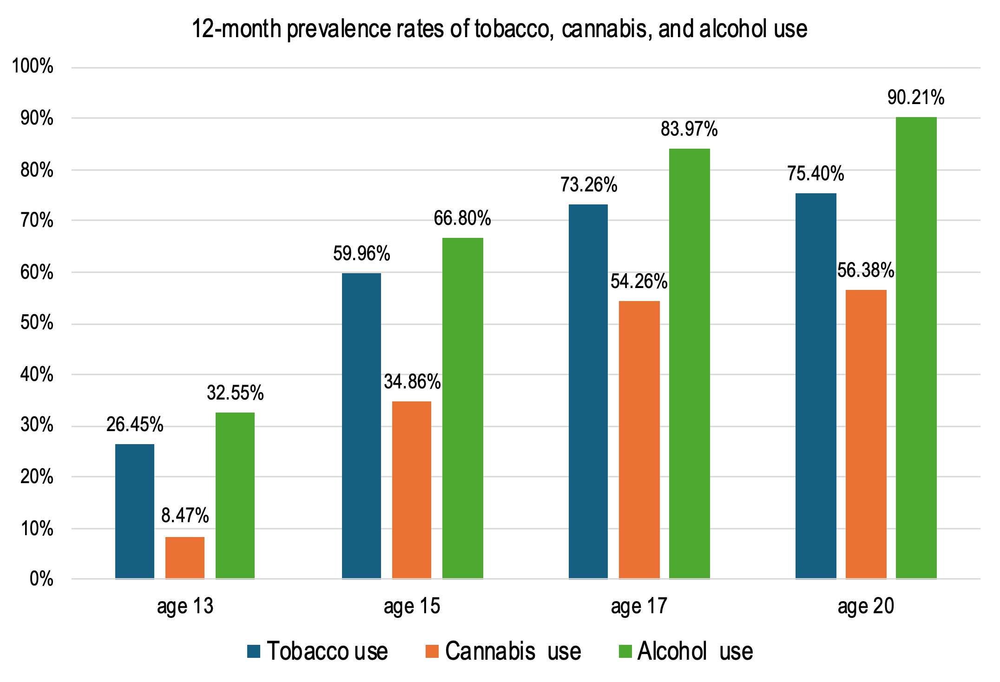 12-month prevalence rates of tobacco, cannabis, and alcohol use
100%
90%
80%
70%
60%
50%
40%
30%
20%
10%
0%
26.45%
8.47%
32.55%
59.96%
34.86%
66.80%
73.26%
54.26%
83.97%
75.40%
56.38%
90.21%
age 13
age 15
age 17
age 20
Tobacco use
Cannabis use
Alcohol use